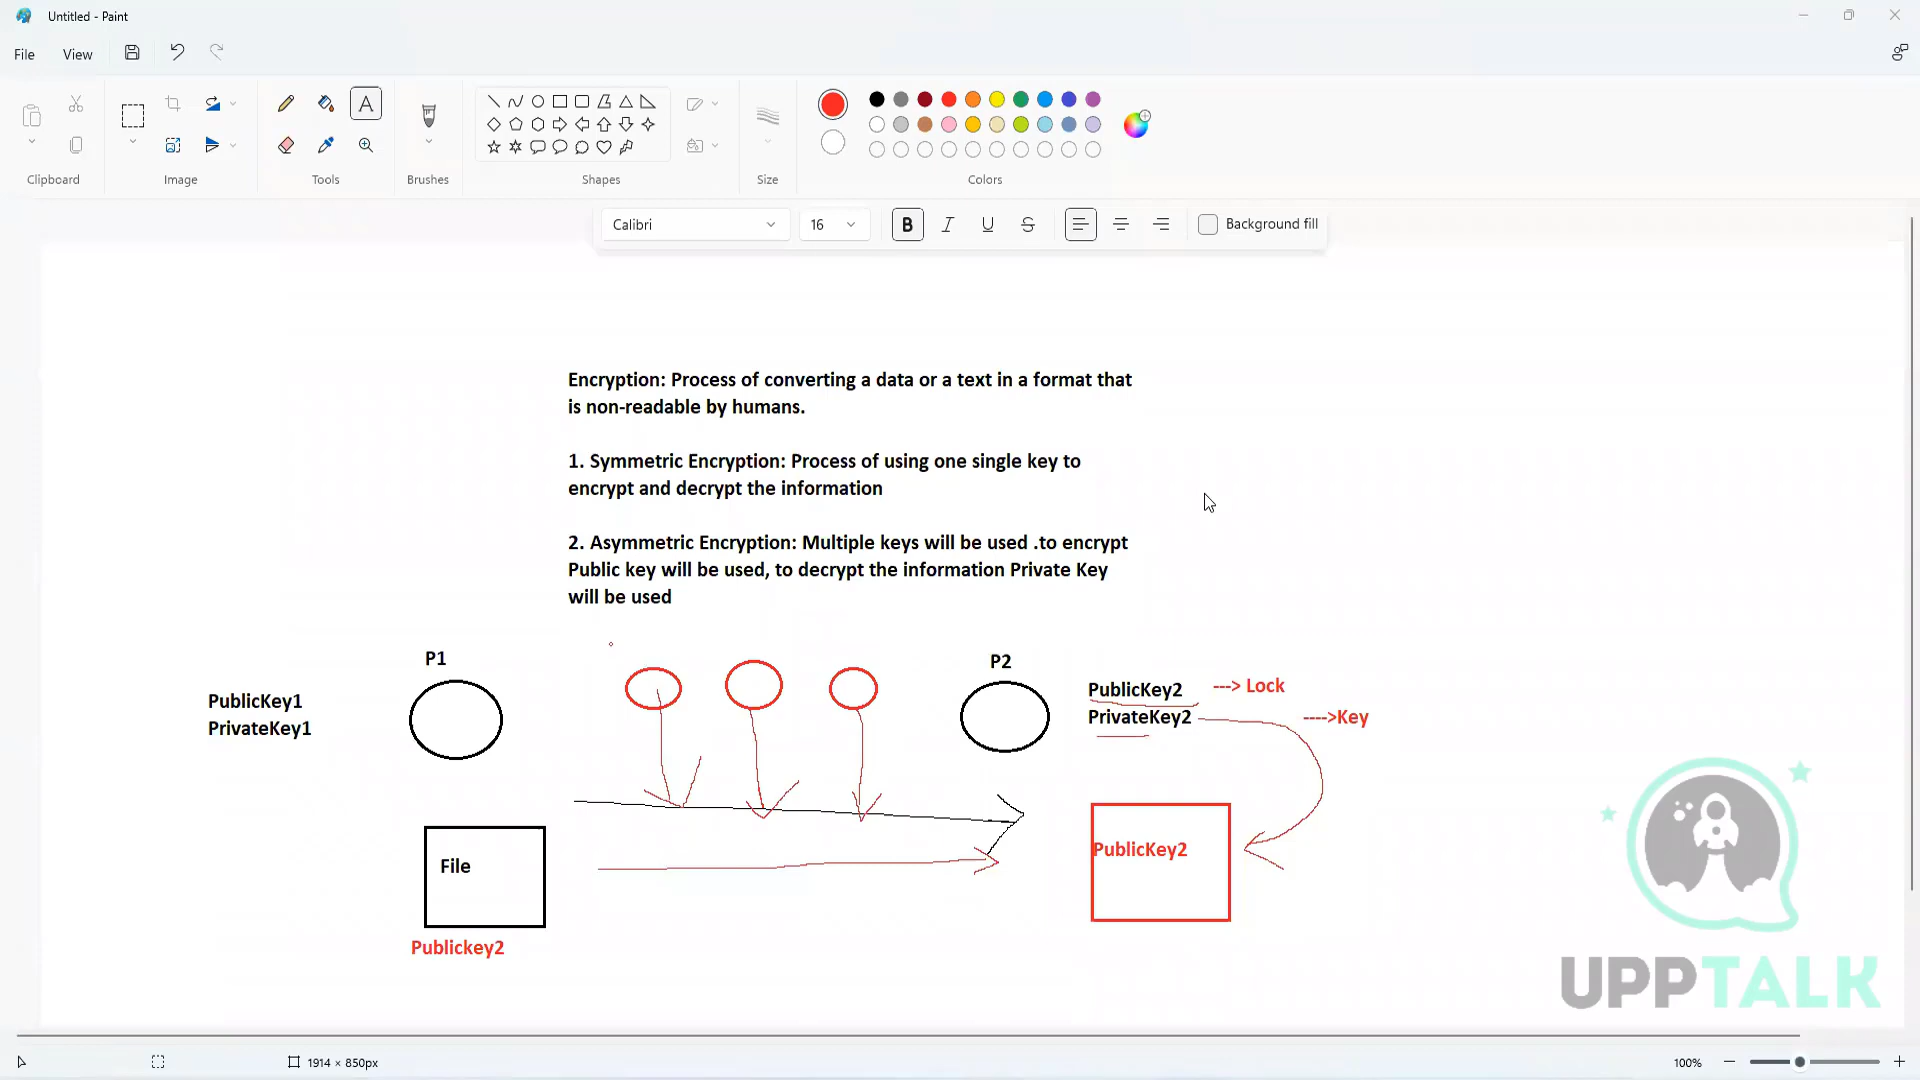 Untitled - Paint
File
View
Clipboard
Image
Tools
Brushes
Shapes
Size
Colors
Calibri
16
B
I
U
S
Background fill
Encryption: Process of converting a data or a text in a format that
is non-readable by humans.
1. Symmetric Encryption: Process of using one single key to
encrypt and decrypt the information
2. Asymmetric Encryption: Multiple keys will be used .to encrypt
Public key will be used, to decrypt the information Private Key
will be used
P1
P2
PublicKey1
PrivateKey1
PublicKey2
---> Lock
PrivateKey2
---->Key
File
PublicKey2
Publickey2
UPPTALK
1914 × 850px
100%